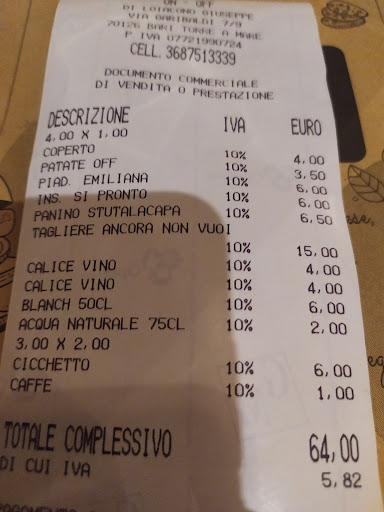 ON - OFF
DI LOIACONO GIUSEPPE
VIA GARIBALDI 7/9
70126 BARI TORRE A MARE
P IVA 07721990724
CELL. 3687513339
DOCUMENTO COMMERCIALE
DI VENDITA O PRESTAZIONE
DESCRIZIONE IVA EURO
4,00 X 1,00
COPERTO 10% 4,00
PATATE OFF 10% 3,50
PIAD. EMILIANA 10% 6,00
INS. SI PRONTO 10% 6,00
PANINO STUTALACAPA 10% 6,50
TAGLIERE ANCORA NON VUOI
10% 15,00
CALICE VINO 10% 4,00
CALICE VINO 10% 4,00
BLANCH 50CL 10% 6,00
ACQUA NATURALE 75CL 10% 2,00
3,00 X 2,00
CICCHETTO 10% 6,00
CAFFE 10% 1,00
TOTALE COMPLESSIVO 64,00
DI CUI IVA 5,82